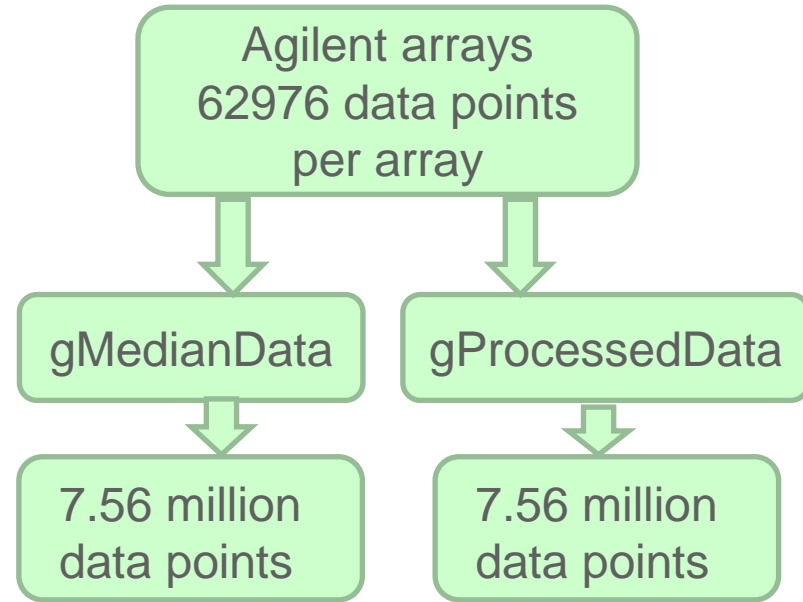 Agilent arrays
62976 data points
per array
gMedianData
gProcessedData
7.56 million
data points
7.56 million
data points